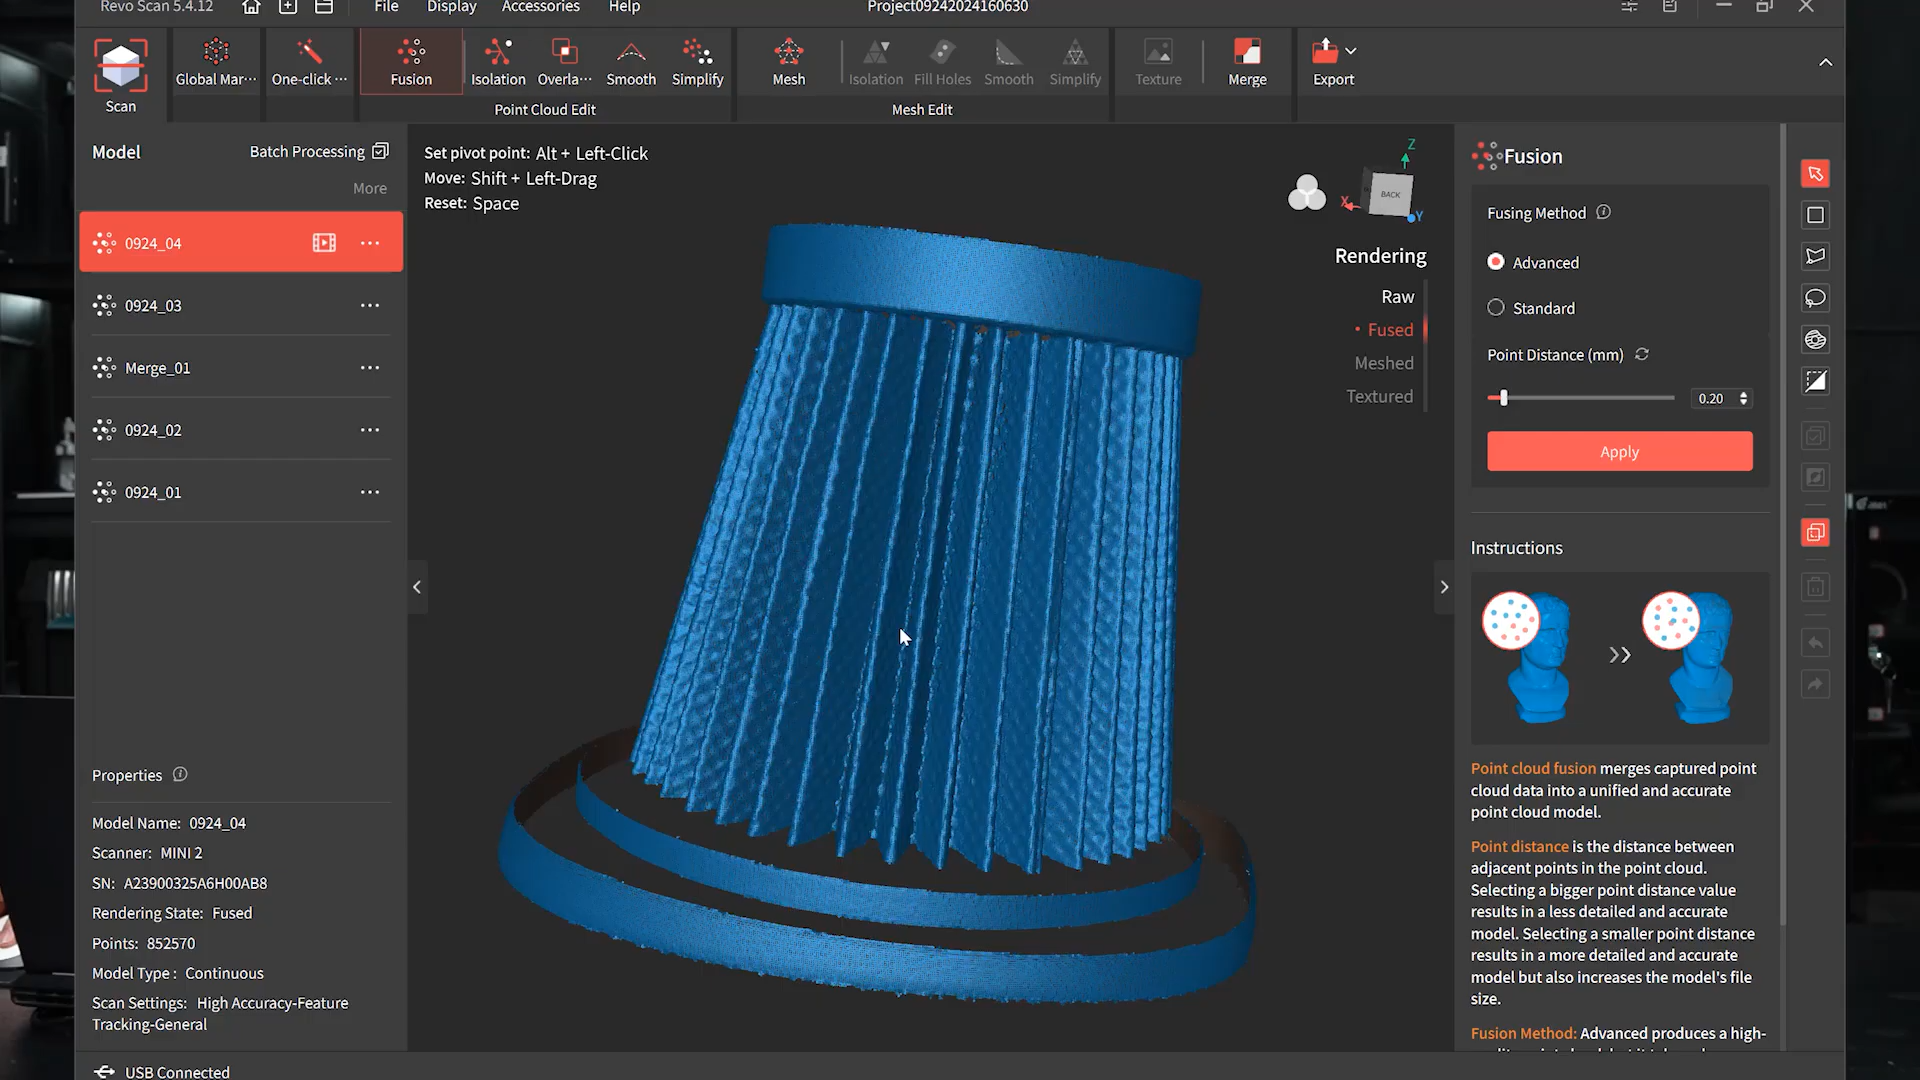 Revo Scan 5.4.12
File
Display
Accessories
Help
Project09242024160630
Scan
Global Mar···
One-click ···
Fusion
Isolation
Overla···
Smooth
Simplify
Point Cloud Edit
Mesh
Isolation
Fill Holes
Smooth
Simplify
Mesh Edit
Texture
Merge
Export
Model
Batch Processing
More
0924_04
0924_03
Merge_01
0924_02
0924_01
Properties
Model Name: 0924_04
Scanner: MINI 2
SN: A23900325A6H00AB8
Rendering State: Fused
Points: 852570
Model Type : Continuous
Scan Settings: High Accuracy-Feature
Tracking-General
USB Connected
Set pivot point: Alt + Left-Click
Move: Shift + Left-Drag
Reset: Space
Z
BACK
X
Y
Rendering
Raw
• Fused
Meshed
Textured
Fusion
Fusing Method
Advanced
Standard
Point Distance (mm)
0.20
Apply
Instructions
Point cloud fusion merges captured point
cloud data into a unified and accurate
point cloud model.
Point distance is the distance between
adjacent points in the point cloud.
Selecting a bigger point distance value
results in a less detailed and accurate
model. Selecting a smaller point distance
results in a more detailed and accurate
model but also increases the model's file
size.
Fusion Method: Advanced produces a high-